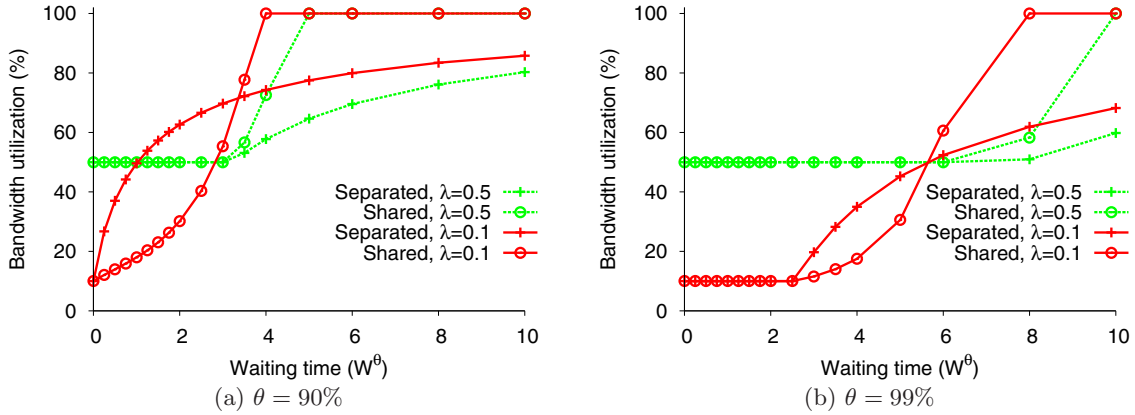 Bandwidth utilization (%)
100
80
60
40
20
0
Separated, λ=0.5
Shared, λ=0.5
Separated, λ=0.1
Shared, λ=0.1
0 2 4 6 8 10
Waiting time (W^θ)
(a) θ = 90%
Bandwidth utilization (%)
100
80
60
40
20
0
Separated, λ=0.5
Shared, λ=0.5
Separated, λ=0.1
Shared, λ=0.1
0 2 4 6 8 10
Waiting time (W^θ)
(b) θ = 99%